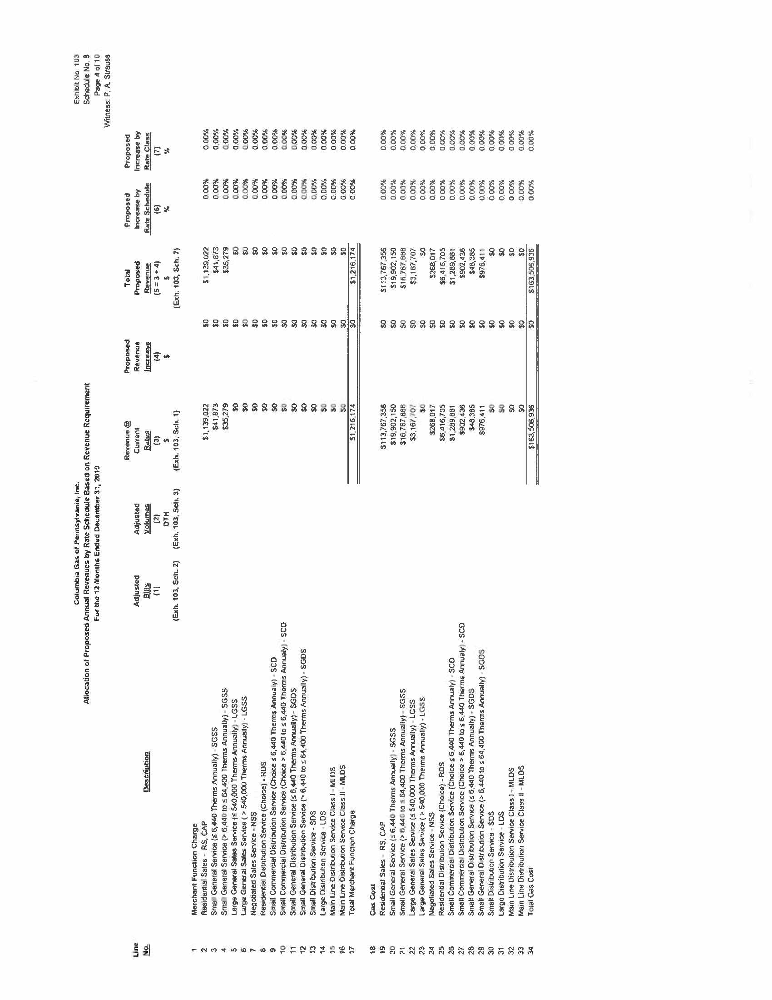 Exhibit No. 103
Schedule No. 8
Page 4 of 10
Witness: P. A. Strauss
Columbia Gas of Pennsylvania, Inc.
Allocation of Proposed Annual Revenues by Rate Schedule Based on Revenue Requirement
For the 12 Months Ended December 31, 2019
Revenue @ Proposed Total Proposed Proposed
Line Adjusted Adjusted Current Revenue Proposed Increase by Increase by
No. Description Bills Volumes Rates Increase Revenue Rate Schedule Rate Class
(1) (2) (3) (4) (5 = 3 + 4) (6) (7)
DTH $ $ $ % %
(Exh. 103, Sch. 2) (Exh. 103, Sch. 3) (Exh. 103, Sch. 1) (Exh. 103, Sch. 7)
1 Merchant Function Charge
2 Residential Sales - RS, CAP $1,139,022 $0 $1,139,022 0.00% 0.00%
3 Small General Service (≤ 6,440 Therms Annually) - SGSS $41,873 $0 $41,873 0.00% 0.00%
4 Small General Service (> 6,440 to ≤ 64,400 Therms Annually) - SGSS $35,279 $0 $35,279 0.00% 0.00%
5 Large General Sales Service (≤ 540,000 Therms Annually) - LGSS $0 $0 $0 0.00% 0.00%
6 Large General Sales Service ( > 540,000 Therms Annually) - LGSS $0 $0 $0 0.00% 0.00%
7 Negotiated Sales Service - NSS $0 $0 $0 0.00% 0.00%
8 Residential Distribution Service (Choice) - RDS $0 $0 $0 0.00% 0.00%
9 Small Commercial Distribution Service (Choice ≤ 6,440 Therms Annualy) - SCD $0 $0 $0 0.00% 0.00%
10 Small Commercial Distribution Service (Choice > 6,440 to ≤ 6,440 Therms Annualy) - SCD $0 $0 $0 0.00% 0.00%
11 Small General Distribution Service (≤ 6,440 Therms Annually) - SGDS $0 $0 $0 0.00% 0.00%
12 Small General Distribution Service (> 6,440 to ≤ 64,400 Therms Annually) - SGDS $0 $0 $0 0.00% 0.00%
13 Small Distribution Service - SDS $0 $0 $0 0.00% 0.00%
14 Large Distribution Service - LDS $0 $0 $0 0.00% 0.00%
15 Main Line Distribution Service Class I - MLDS $0 $0 $0 0.00% 0.00%
16 Main Line Distribution Service Class II - MLDS $0 $0 $0 0.00% 0.00%
17 Total Merchant Function Charge $1,216,174 $0 $1,216,174 0.00% 0.00%
18 Gas Cost
19 Residential Sales - RS, CAP $113,767,356 $0 $113,767,356 0.00% 0.00%
20 Small General Service (≤ 6,440 Therms Annually) - SGSS $19,902,150 $0 $19,902,150 0.00% 0.00%
21 Small General Service (> 6,440 to ≤ 64,400 Therms Annually) - SGSS $16,767,888 $0 $16,767,888 0.00% 0.00%
22 Large General Sales Service (≤ 540,000 Therms Annually) - LGSS $3,167,707 $0 $3,167,707 0.00% 0.00%
23 Large General Sales Service ( > 540,000 Therms Annually) - LGSS $0 $0 $0 0.00% 0.00%
24 Negotiated Sales Service - NSS $268,017 $0 $268,017 0.00% 0.00%
25 Residential Distribution Service (Choice) - RDS $6,416,705 $0 $6,416,705 0.00% 0.00%
26 Small Commercial Distribution Service (Choice ≤ 6,440 Therms Annualy) - SCD $1,289,881 $0 $1,289,881 0.00% 0.00%
27 Small Commercial Distribution Service (Choice > 6,440 to ≤ 6,440 Therms Annualy) - SCD $902,436 $0 $902,436 0.00% 0.00%
28 Small General Distribution Service (≤ 6,440 Therms Annually) - SGDS $48,385 $0 $48,385 0.00% 0.00%
29 Small General Distribution Service (> 6,440 to ≤ 64,400 Therms Annually) - SGDS $976,411 $0 $976,411 0.00% 0.00%
30 Small Distribution Service - SDS $0 $0 $0 0.00% 0.00%
31 Large Distribution Service - LDS $0 $0 $0 0.00% 0.00%
32 Main Line Distribution Service Class I - MLDS $0 $0 $0 0.00% 0.00%
33 Main Line Distribution Service Class II - MLDS $0 $0 $0 0.00% 0.00%
34 Total Gas Cost $163,506,936 $0 $163,506,936 0.00% 0.00%